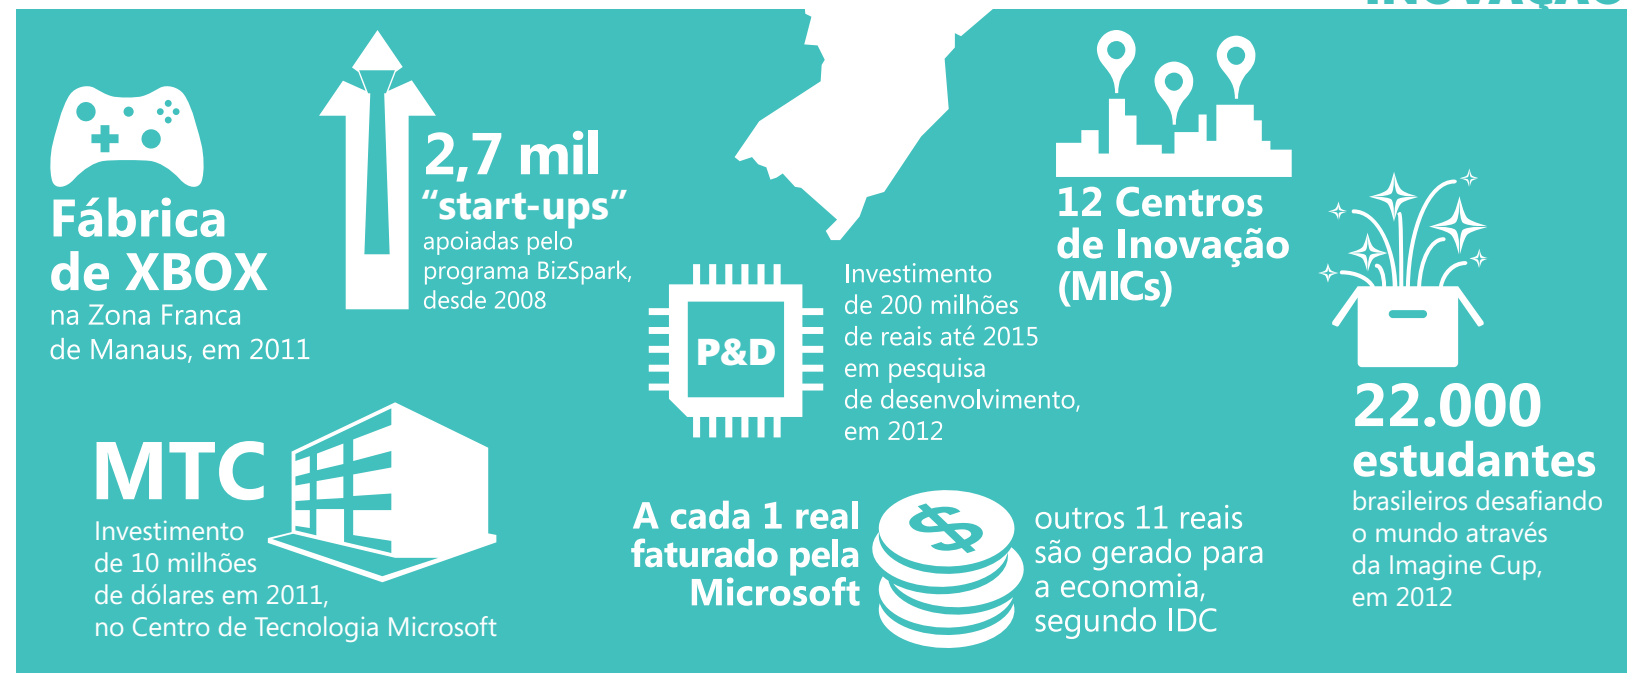 INOVAÇÃO
Fábrica
de XBOX
na Zona Franca
de Manaus, em 2011
2,7 mil
“start-ups”
apoiadas pelo
programa BizSpark,
desde 2008
P&D
Investimento
de 200 milhões
de reais até 2015
em pesquisa
de desenvolvimento,
em 2012
12 Centros
de Inovação
(MICs)
22.000
estudantes
brasileiros desafiando
o mundo através
da Imagine Cup,
em 2012
MTC
Investimento
de 10 milhões
de dólares em 2011,
no Centro de Tecnologia Microsoft
A cada 1 real
faturado pela
Microsoft
$
outros 11 reais
são gerado para
a economia,
segundo IDC